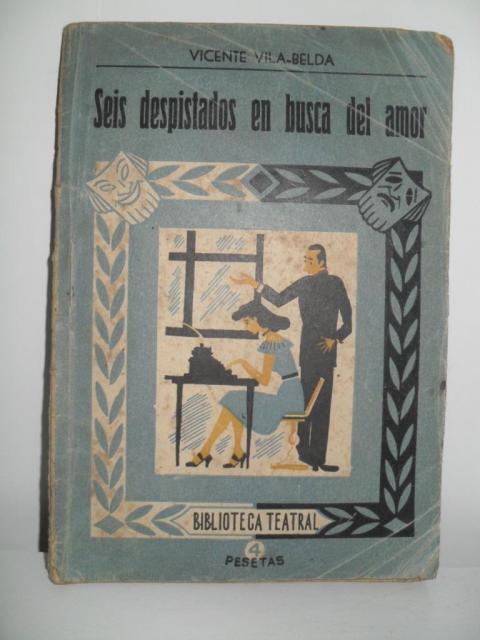 VICENTE VILA-BELDA
Seis despistados en busca del amor
BIBLIOTECA TEATRAL
4
PESETAS